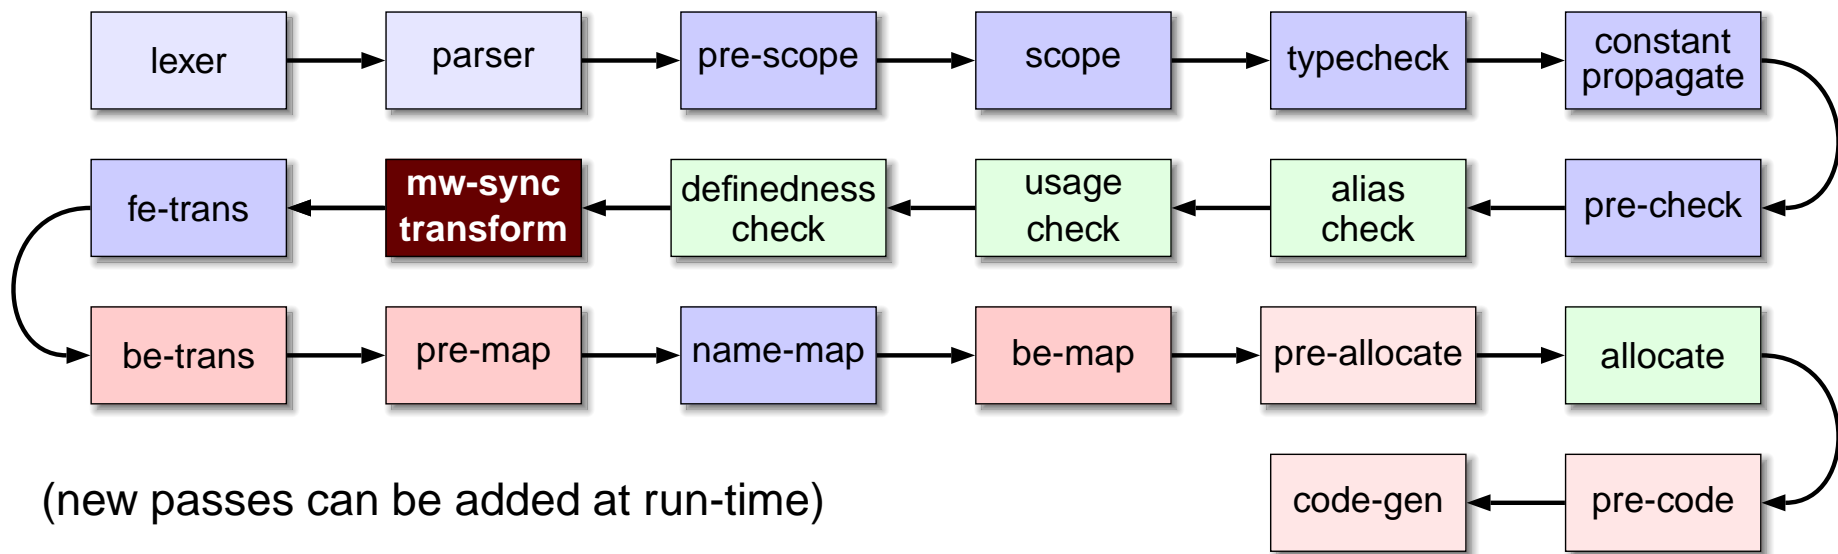 lexer
parser
pre-scope
scope
typecheck
constant
propagate
fe-trans
mw-sync
transform
definedness
check
usage
check
alias
check
pre-check
be-trans
pre-map
name-map
be-map
pre-allocate
allocate
(new passes can be added at run-time)
code-gen
pre-code